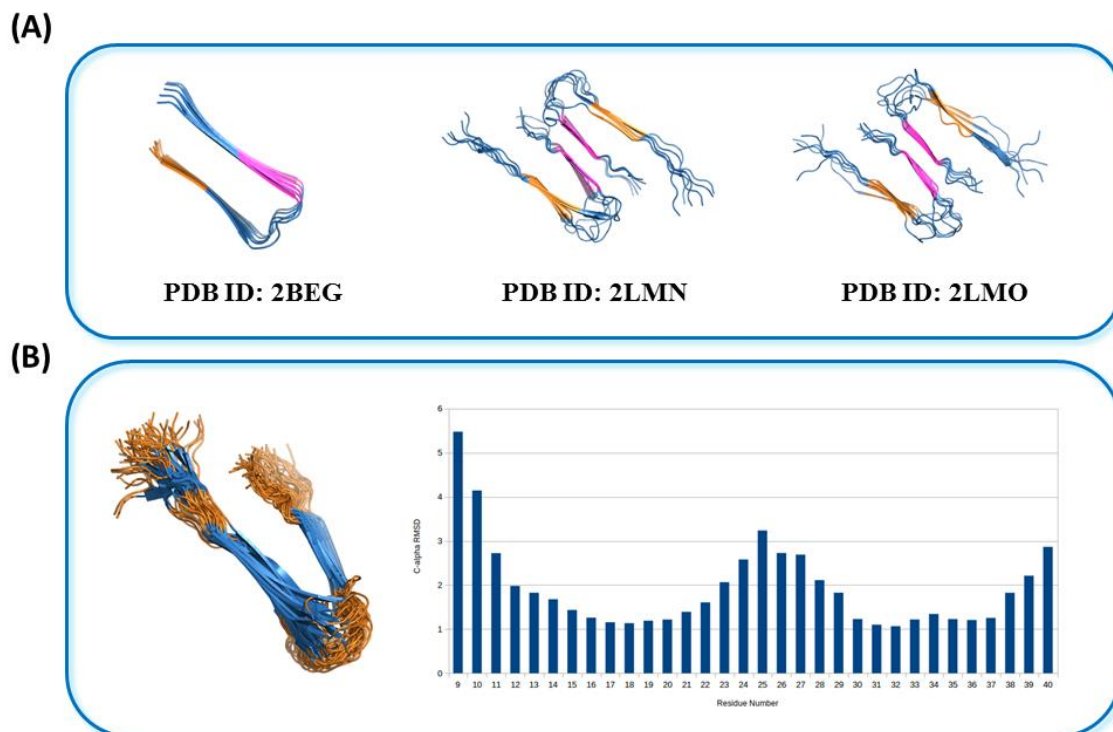 (A)
PDB ID: 2BEG PDB ID: 2LMN PDB ID: 2LMO
(B)
6
5
4
3
2
1
0
C-alpha RMSD
9 10 11 12 13 14 15 16 17 18 19 20 21 22 23 24 25 26 27 28 29 30 31 32 33 34 35 36 37 38 39 40
Residue Number